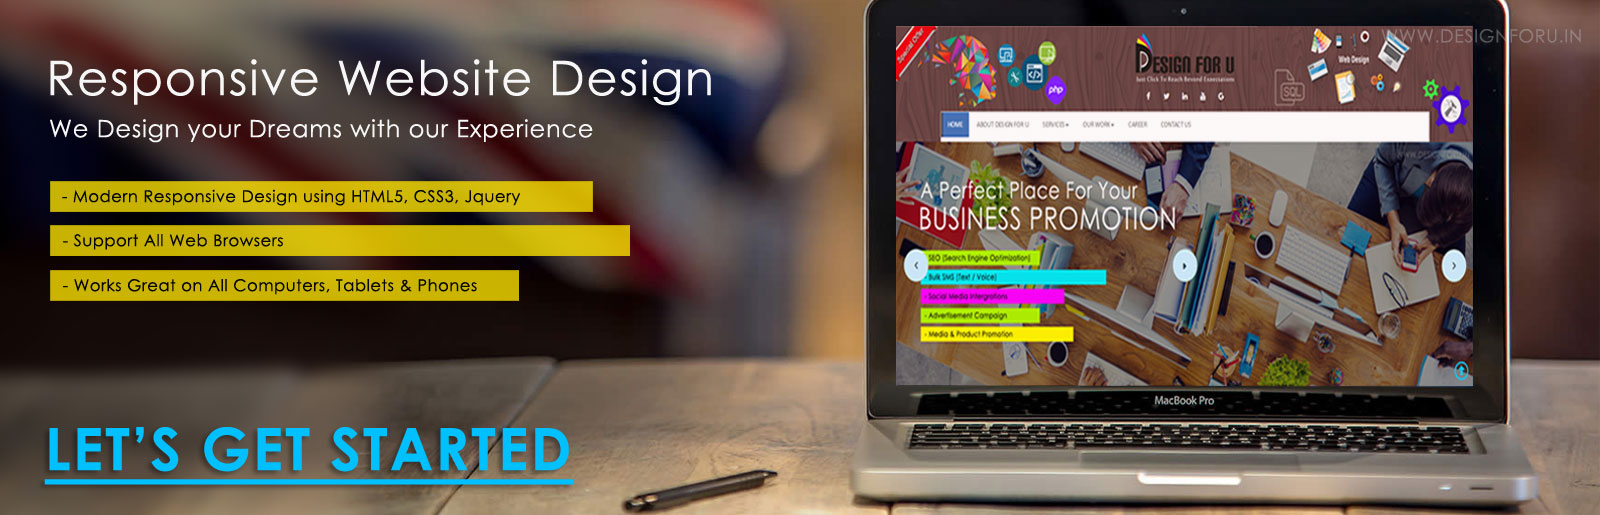 Responsive Website Design
We Design your Dreams with our Experience
- Modern Responsive Design using HTML5, CSS3, Jquery
- Support All Web Browsers
- Works Great on All Computers, Tablets & Phones
LET'S GET STARTED
WWW.DESIGNFORU.IN
DESIGN FOR U
Just Click To Reach Beyond Expectations
Web Design
SQL
php
HOME ABOUT DESIGN FOR U SERVICES OUR WORK CAREER CONTACT US
A Perfect Place For Your
BUSINESS PROMOTION
- SEO (Search Engine Optimization)
- Bulk SMS (Text / Voice)
- Social Media Intergrations
- Advertisement Campaign
- Media & Product Promotion
MacBook Pro